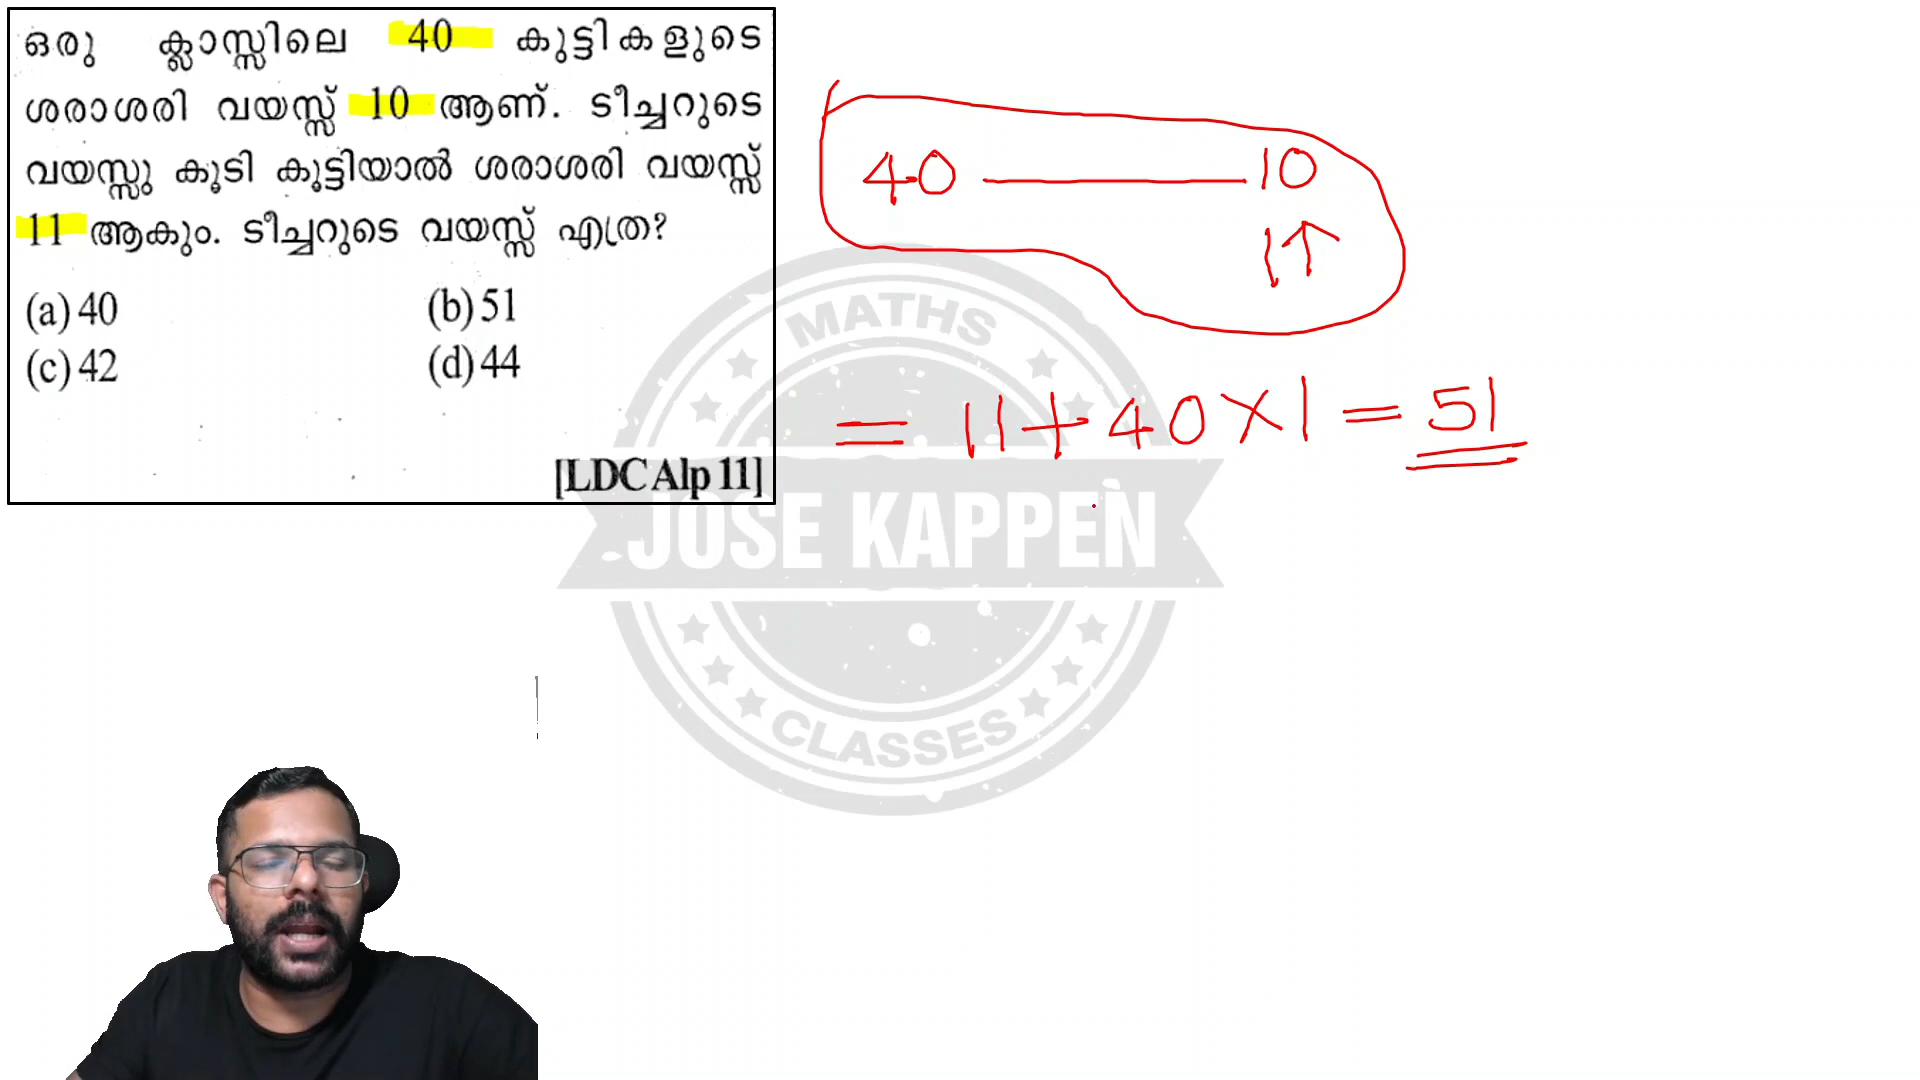 ഒരു ക്ലാസ്സിലെ 40 കുട്ടികളുടെ
ശരാശരി വയസ്സ് 10 ആണ്. ടീച്ചറുടെ
വയസ്സു കൂടി കൂട്ടിയാൽ ശരാശരി വയസ്സ്
11 ആകും. ടീച്ചറുടെ വയസ്സ് എത്ര?
(a) 40 (b) 51
(c) 42 (d) 44
[LDC Alp 11]
40 — 10
1↑
= 11 + 40 × 1 = 51
MATHS
JOSE KAPPEN
CLASSES